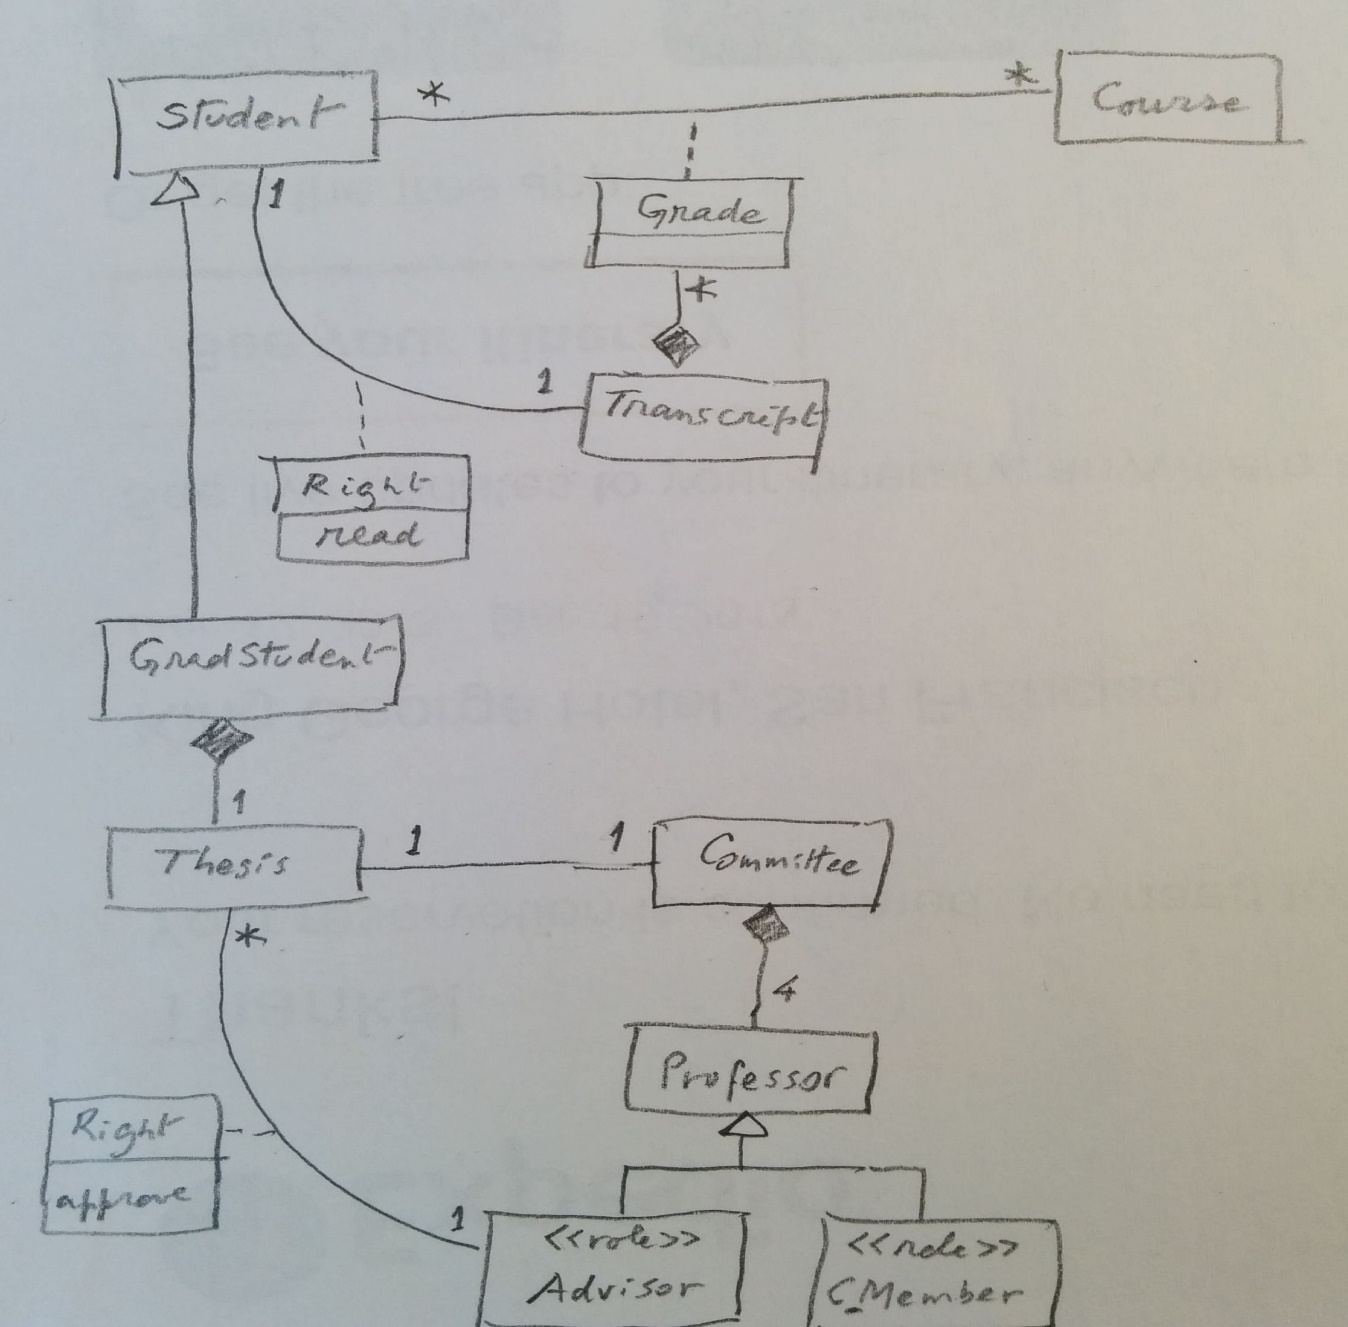 Student
*
*
Course
1
Grade
*
1
Transcript
Right
read
GradStudent
1
Thesis
1
1
Committee
*
4
Professor
Right
approve
1
<<role>>
Advisor
<<role>>
C_Member